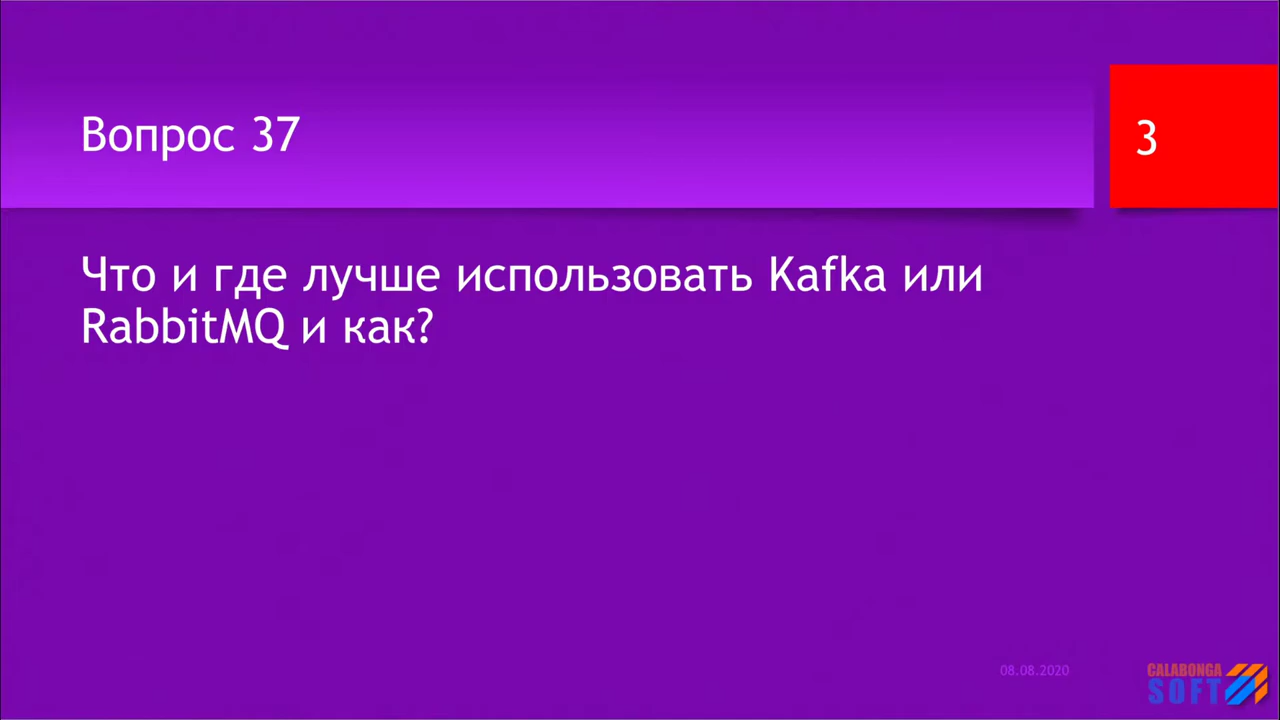 Вопрос 37
3
Что и где лучше использовать Kafka или
RabbitMQ и как?
08.08.2020
CALABONGA
SOFT